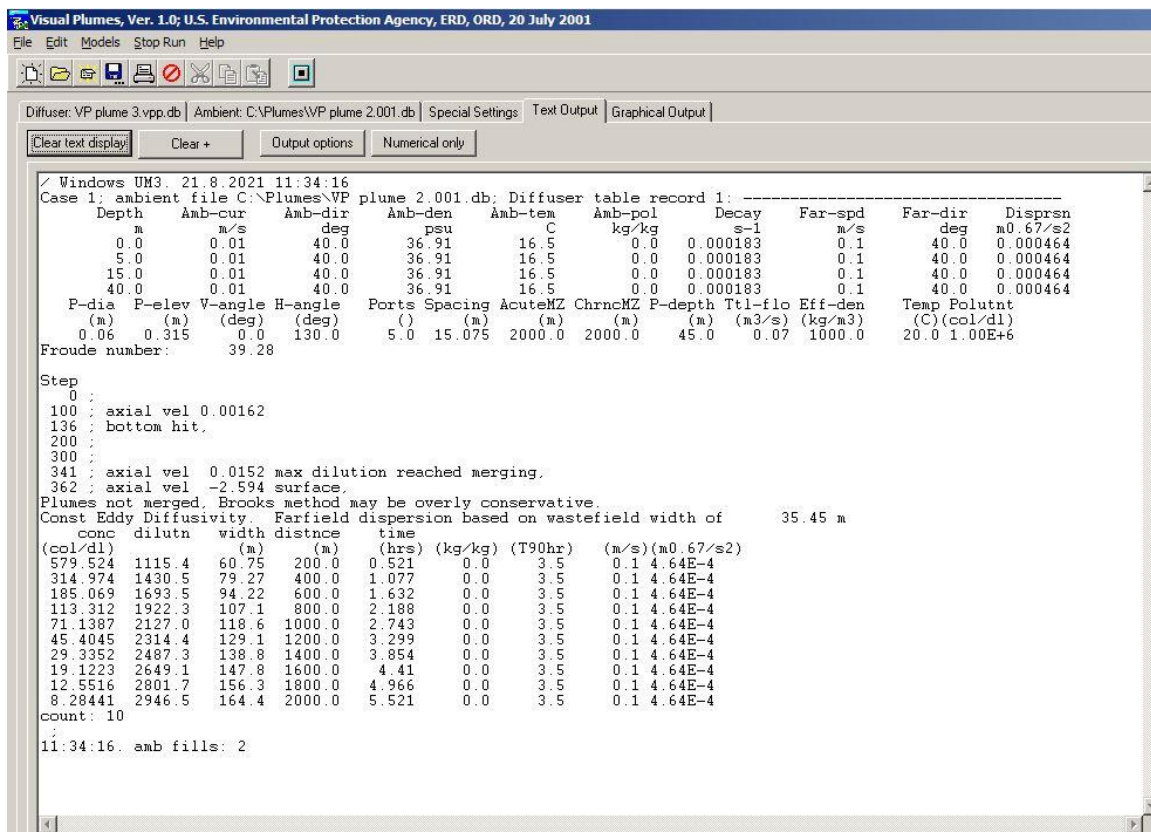 Visual Plumes, Ver. 1.0; U.S. Environmental Protection Agency, ERD, ORD, 20 July 2001
File Edit Models Stop Run Help
Diffuser: VP plume 3.vpp.db Ambient: C:\Plumes\VP plume 2.001.db Special Settings Text Output Graphical Output
Clear text display Clear + Output options Numerical only
/ Windows UM3. 21.8.2021 11:34:16
Case 1; ambient file C:\Plumes\VP plume 2.001.db; Diffuser table record 1: ----------------------------------
Depth Amb-cur Amb-dir Amb-den Amb-tem Amb-pol Decay Far-spd Far-dir Disprsn
m m/s deg psu C kg/kg s-1 m/s deg m0.67/s2
0.0 0.01 40.0 36.91 16.5 0.0 0.000183 0.1 40.0 0.000464
5.0 0.01 40.0 36.91 16.5 0.0 0.000183 0.1 40.0 0.000464
15.0 0.01 40.0 36.91 16.5 0.0 0.000183 0.1 40.0 0.000464
40.0 0.01 40.0 36.91 16.5 0.0 0.000183 0.1 40.0 0.000464
P-dia P-elev V-angle H-angle Ports Spacing AcuteMZ ChrncMZ P-depth Ttl-flo Eff-den Temp Polutnt
(m) (m) (deg) (deg) () (m) (m) (m) (m) (m3/s) (kg/m3) (C)(col/dl)
0.06 0.315 0.0 130.0 5.0 15.075 2000.0 2000.0 45.0 0.07 1000.0 20.0 1.00E+6
Froude number: 39.28
Step
0 ;
100 ; axial vel 0.00162
136 ; bottom hit,
200 ;
300 ;
341 ; axial vel 0.0152 max dilution reached merging,
362 ; axial vel -2.594 surface,
Plumes not merged, Brooks method may be overly conservative.
Const Eddy Diffusivity. Farfield dispersion based on wastefield width of 35.45 m
conc dilutn width distnce time
(col/dl) (m) (m) (hrs) (kg/kg) (T90hr) (m/s)(m0.67/s2)
579.524 1115.4 60.75 200.0 0.521 0.0 3.5 0.1 4.64E-4
314.974 1430.5 79.27 400.0 1.077 0.0 3.5 0.1 4.64E-4
185.069 1693.5 94.22 600.0 1.632 0.0 3.5 0.1 4.64E-4
113.312 1922.3 107.1 800.0 2.188 0.0 3.5 0.1 4.64E-4
71.1387 2127.0 118.6 1000.0 2.743 0.0 3.5 0.1 4.64E-4
45.4045 2314.4 129.1 1200.0 3.299 0.0 3.5 0.1 4.64E-4
29.3352 2487.3 138.8 1400.0 3.854 0.0 3.5 0.1 4.64E-4
19.1223 2649.1 147.8 1600.0 4.41 0.0 3.5 0.1 4.64E-4
12.5516 2801.7 156.3 1800.0 4.966 0.0 3.5 0.1 4.64E-4
8.28441 2946.5 164.4 2000.0 5.521 0.0 3.5 0.1 4.64E-4
count: 10
;
11:34:16. amb fills: 2